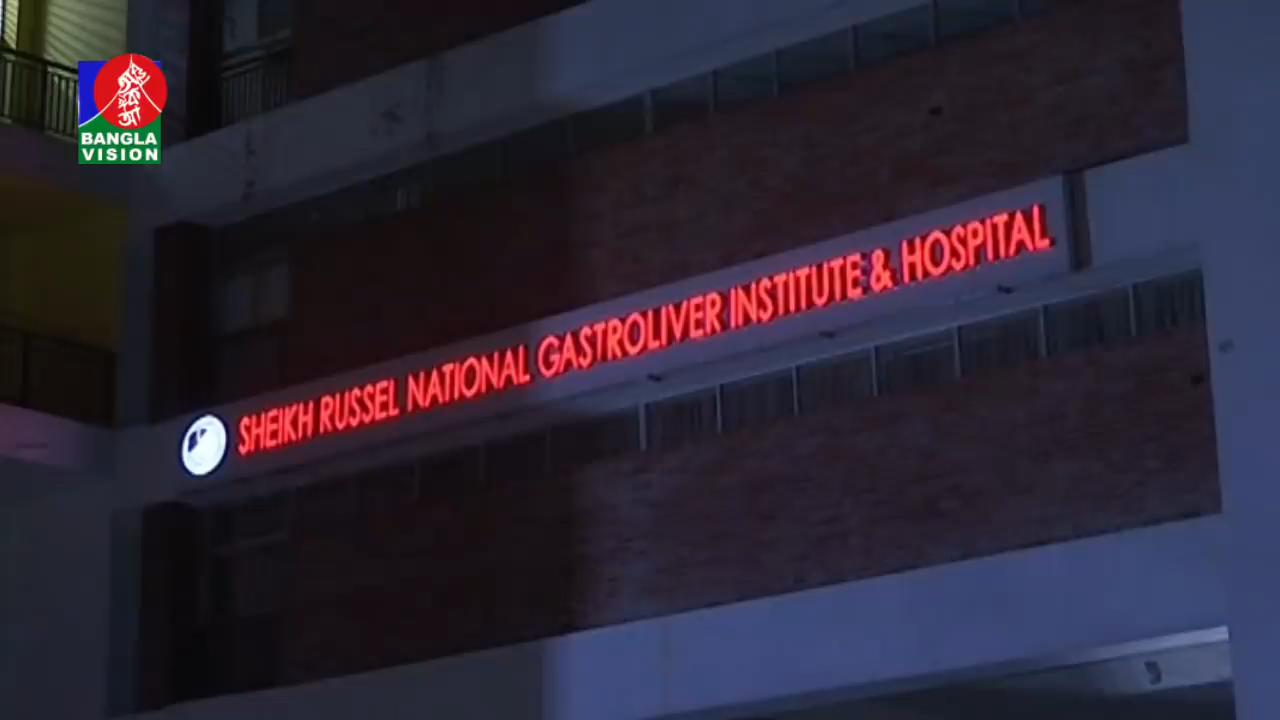 BANGLA
VISION
SHEIKH RUSSEL NATIONAL GASTROLIVER INSTITUTE & HOSPITAL